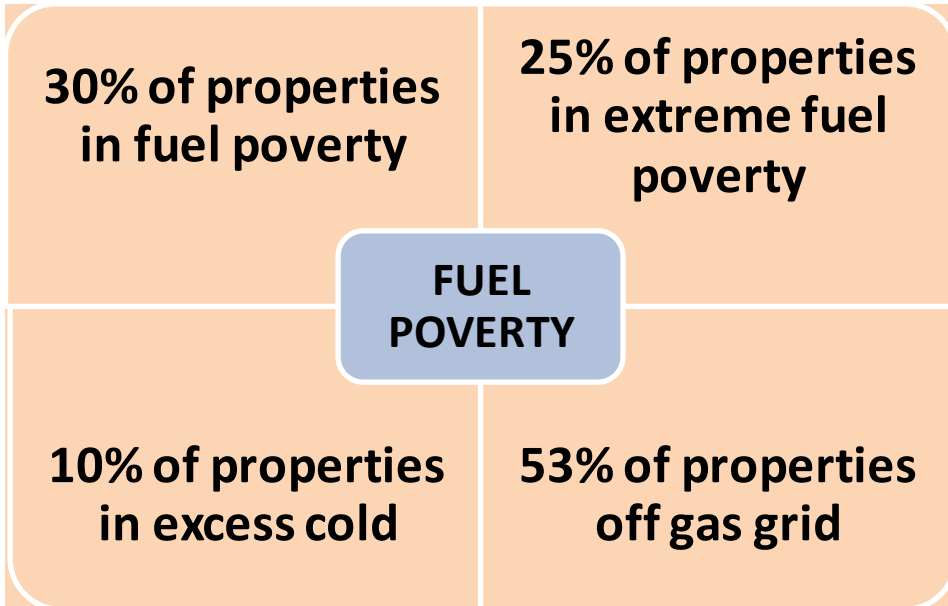 30% of properties
in fuel poverty
25% of properties
in extreme fuel
poverty
FUEL
POVERTY
10% of properties
in excess cold
53% of properties
off gas grid